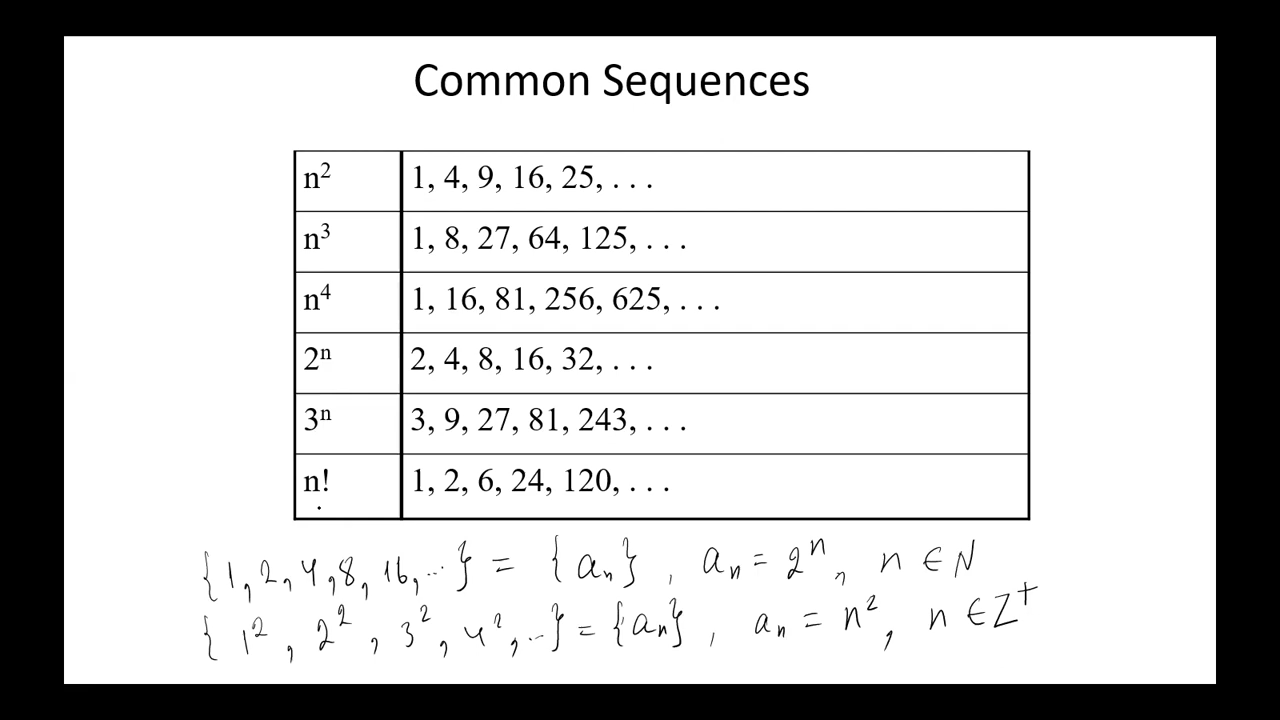 Common Sequences
n² 1, 4, 9, 16, 25, . . .
n³ 1, 8, 27, 64, 125, . . .
n⁴ 1, 16, 81, 256, 625, . . .
2ⁿ 2, 4, 8, 16, 32, . . .
3ⁿ 3, 9, 27, 81, 243, . . .
n! 1, 2, 6, 24, 120, . . .
{1, 2, 4, 8, 16, ...} = {aₙ}, aₙ = 2ⁿ, n ∈ N
{1², 2², 3², 4², ...} = {aₙ}, aₙ = n², n ∈ Z⁺